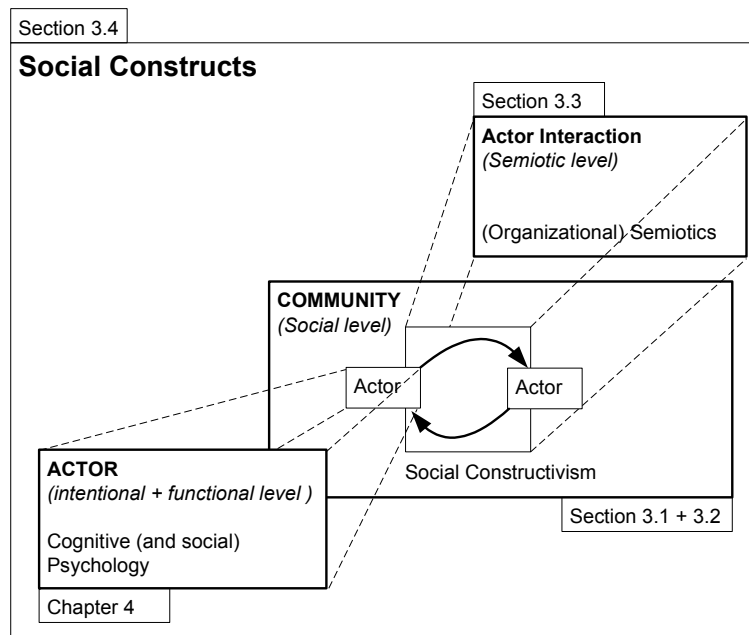 Section 3.4
Social Constructs
Section 3.3
Actor Interaction
(Semiotic level)
(Organizational) Semiotics
COMMUNITY
(Social level)
Actor
Actor
Social Constructivism
ACTOR
(intentional + functional level )
Section 3.1 + 3.2
Cognitive (and social)
Psychology
Chapter 4